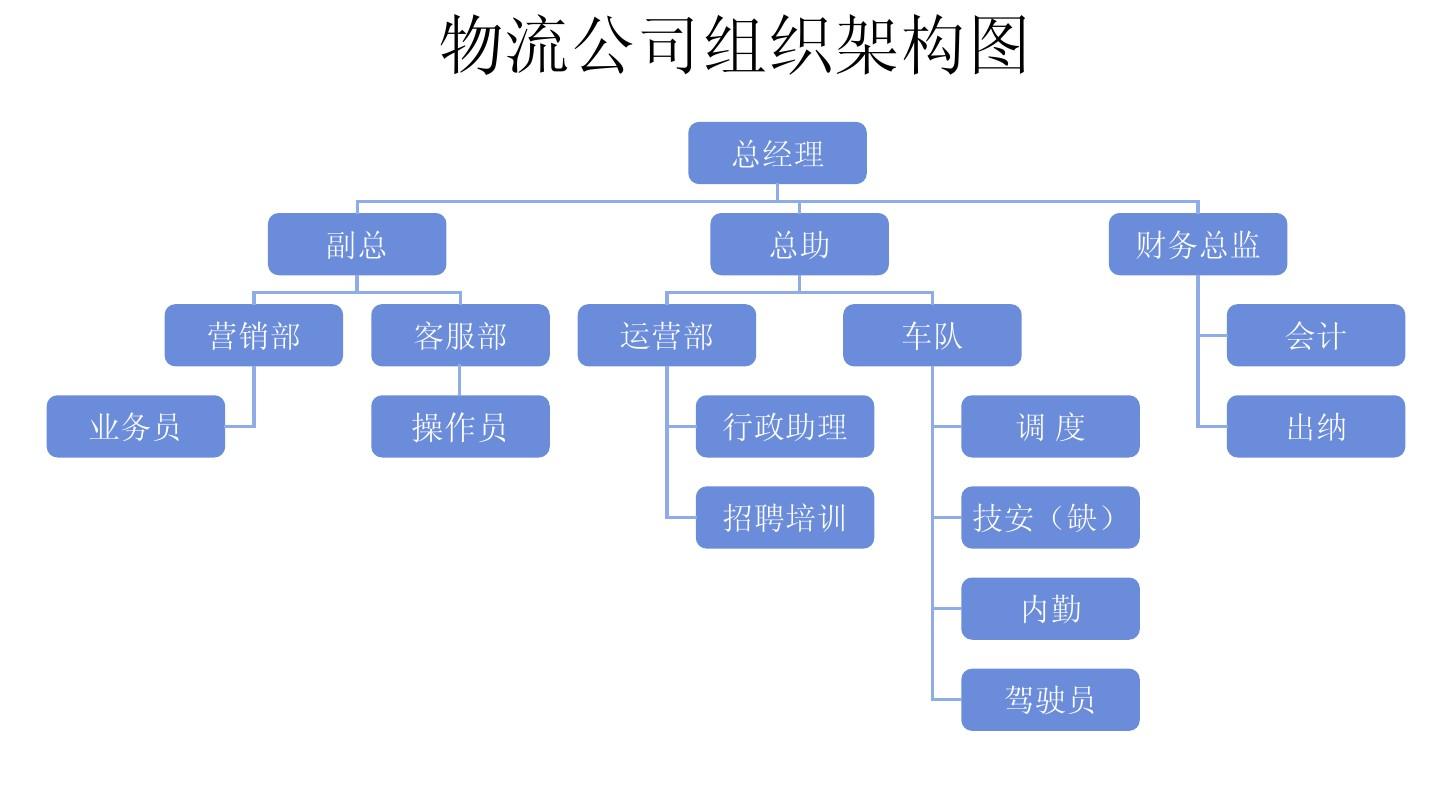 物流公司组织架构图
总经理
副总
总助
财务总监
营销部
客服部
运营部
车队
会计
业务员
操作员
行政助理
调 度
出纳
招聘培训
技安（缺）
内勤
驾驶员